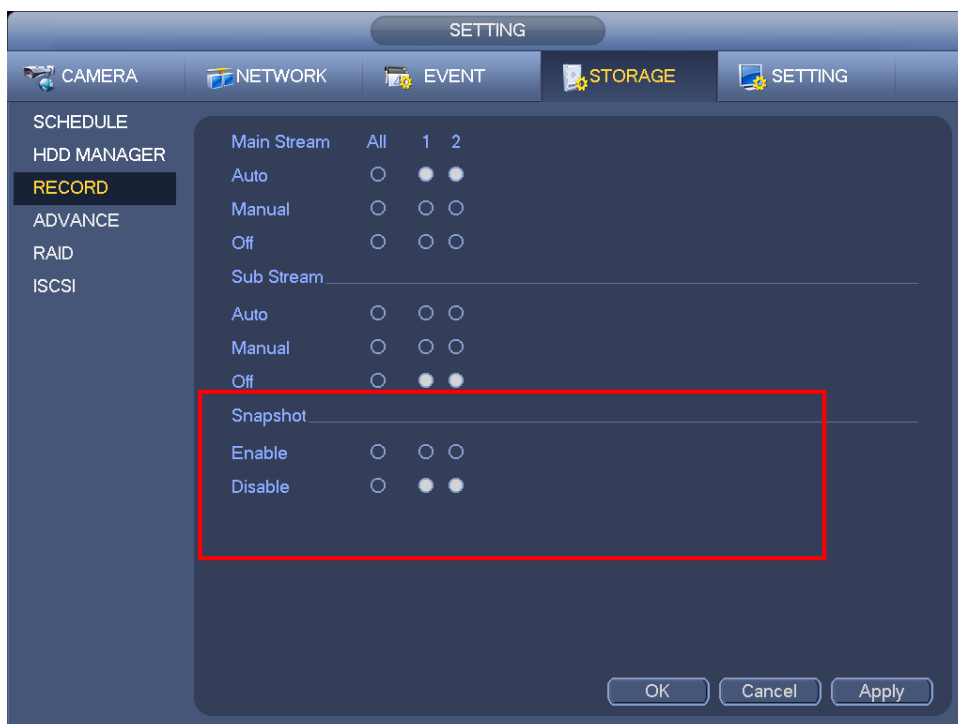 SETTING
CAMERA NETWORK EVENT STORAGE SETTING
SCHEDULE
HDD MANAGER
RECORD
ADVANCE
RAID
ISCSI
Main Stream All 1 2
Auto
Manual
Off
Sub Stream
Auto
Manual
Off
Snapshot
Enable
Disable
OK Cancel Apply